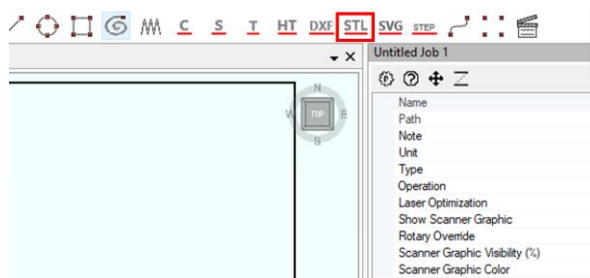 C S T HT DXF STL SVG STEP
Untitled Job 1
N
W TOP E
S
Name
Path
Note
Unit
Type
Operation
Laser Optimization
Show Scanner Graphic
Rotary Override
Scanner Graphic Visibility (%)
Scanner Graphic Color